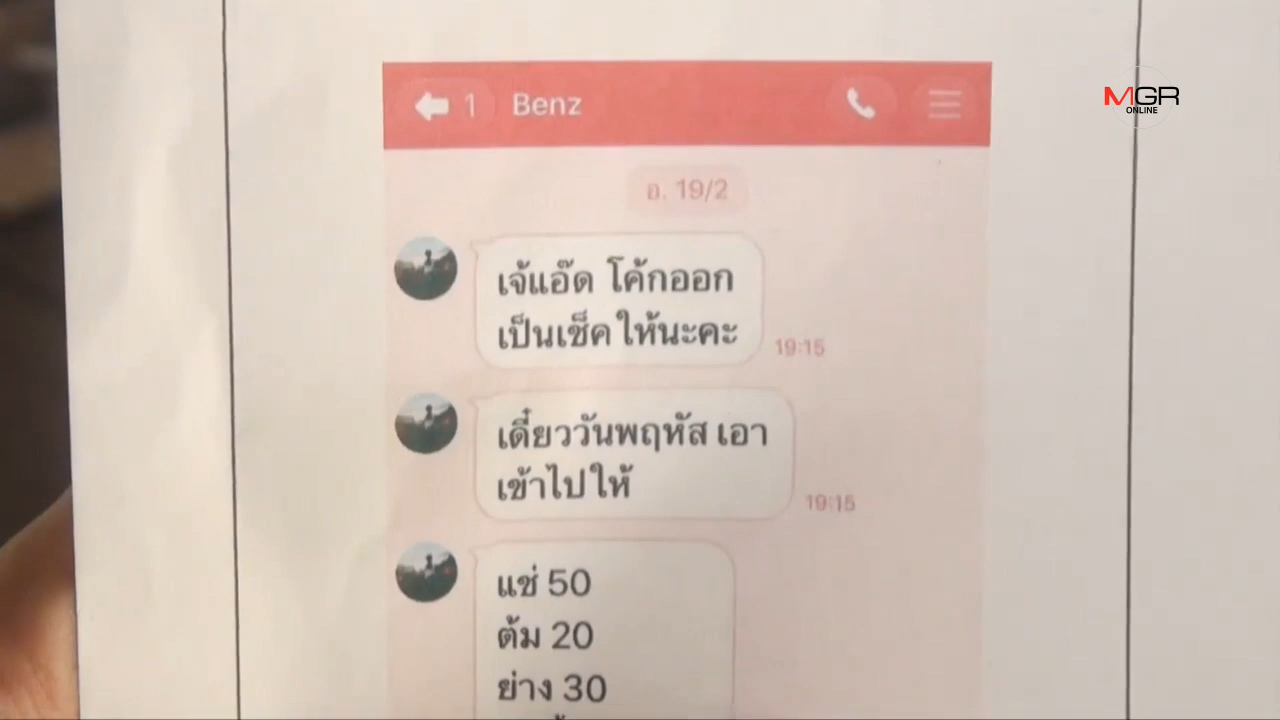 1 Benz
MGR
ONLINE
อ. 19/2
เจ้แอ๊ด โค้กออก
เป็นเช็ค ให้นะคะ
19:15
เดี๋ยววันพฤหัส เอา
เข้าไป ให้
19:15
แช่ 50
ต้ม 20
ย่าง 30